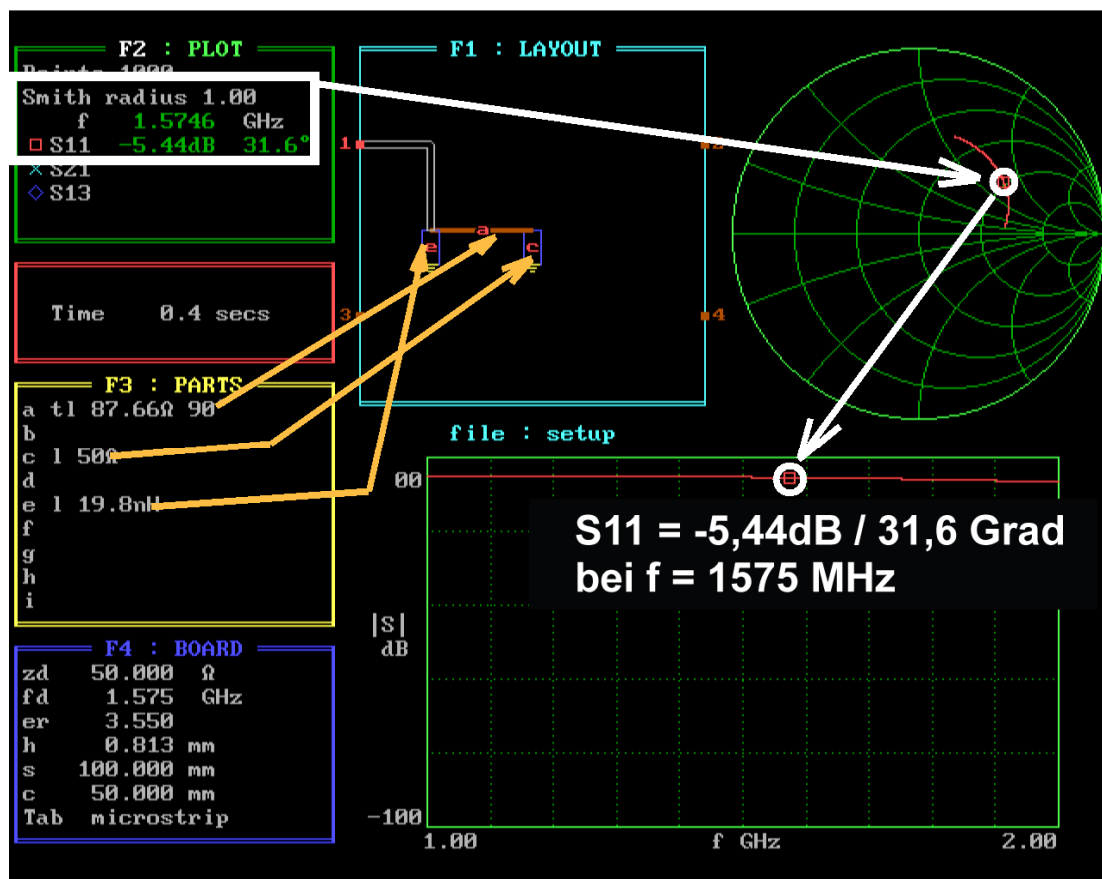 F2 : PLOT
Points 1000
Smith radius 1.00
f 1.5746 GHz
S11 -5.44dB 31.6°
S21
S13
Time 0.4 secs
F3 : PARTS
a tl 87.66Ω 90
b
c l 50Ω
d
e l 19.8nH
f
g
h
i
F4 : BOARD
zd 50.000 Ω
fd 1.575 GHz
er 3.550
h 0.813 mm
s 100.000 mm
c 50.000 mm
Tab microstrip
F1 : LAYOUT
1 2
a
e c
3 4
file : setup
00
S11 = -5,44dB / 31,6 Grad
bei f = 1575 MHz
|S|
dB
-100
1.00 f GHz 2.00